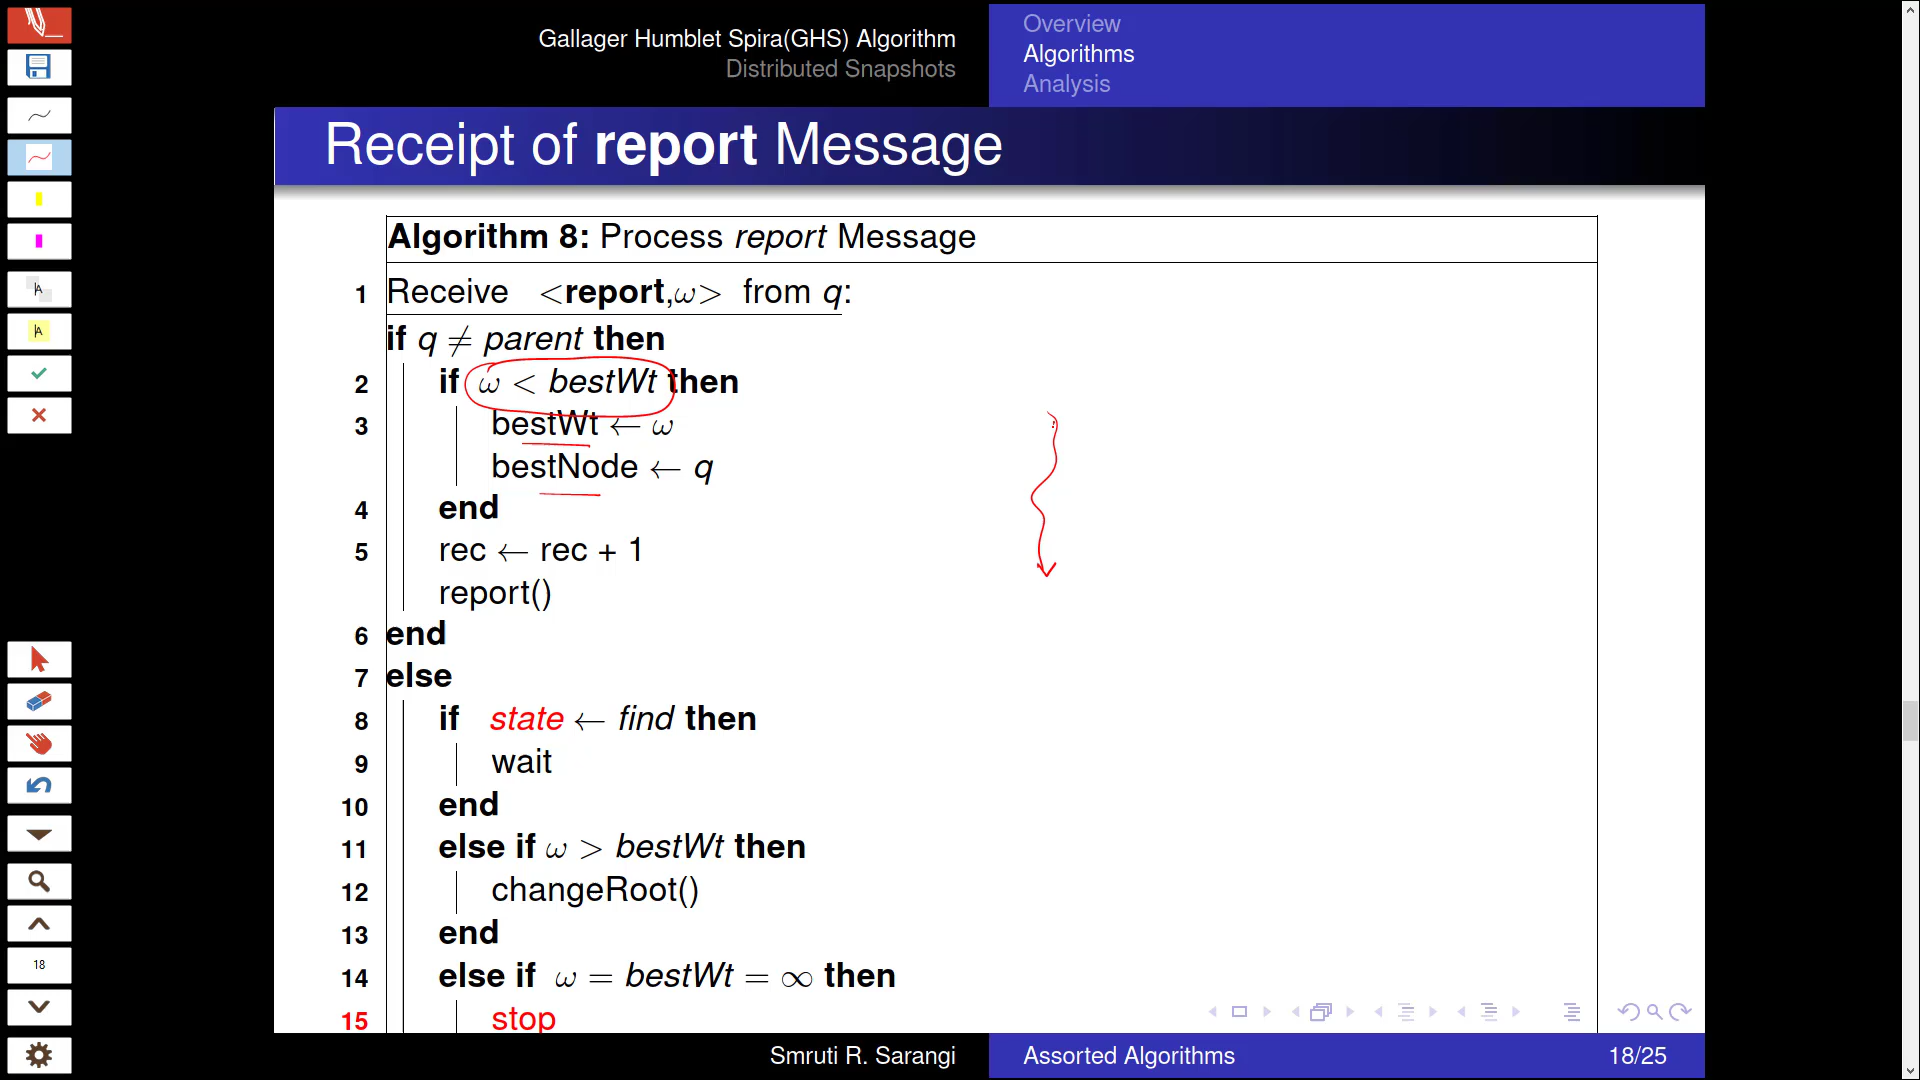 Gallager Humblet Spira(GHS) Algorithm
Distributed Snapshots
Overview
Algorithms
Analysis
Receipt of report Message
Algorithm 8: Process report Message
1 Receive <report,ω> from q:
if q ≠ parent then
2 if ω < bestWt then
3 bestWt ← ω
bestNode ← q
4 end
5 rec ← rec + 1
report()
6 end
7 else
8 if state ← find then
9 wait
10 end
11 else if ω > bestWt then
12 changeRoot()
13 end
14 else if ω = bestWt = ∞ then
15 stop
18
Smruti R. Sarangi
Assorted Algorithms
18/25